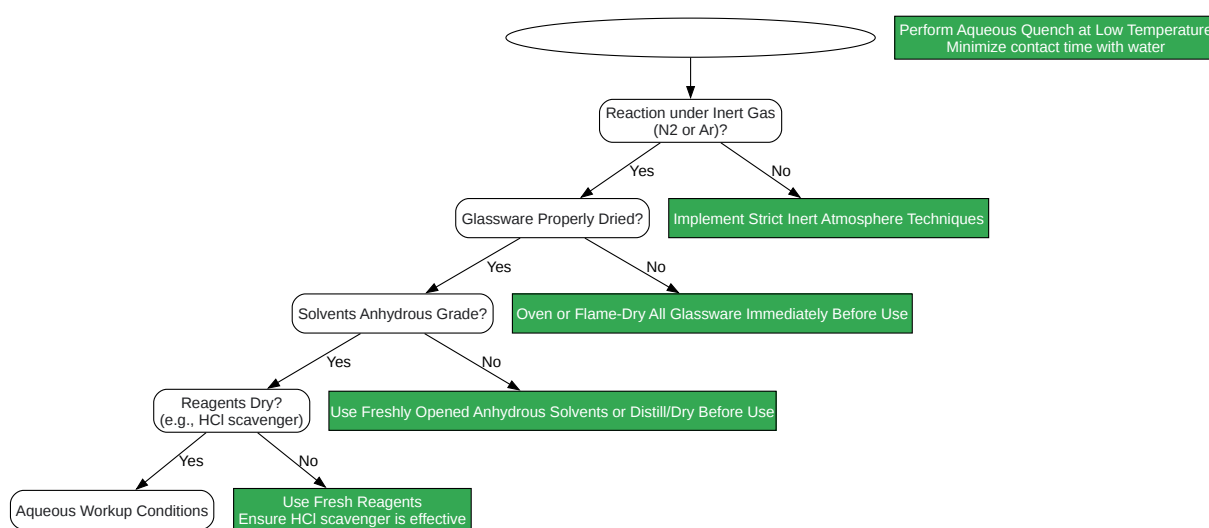 Perform Aqueous Quench at Low Temperature
Minimize contact time with water
Reaction under Inert Gas
(N2 or Ar)?
Yes
No
Glassware Properly Dried?
Implement Strict Inert Atmosphere Techniques
Yes
No
Solvents Anhydrous Grade?
Oven or Flame-Dry All Glassware Immediately Before Use
Yes
No
Reagents Dry?
(e.g., HCl scavenger)
Use Freshly Opened Anhydrous Solvents or Distill/Dry Before Use
Yes
No
Aqueous Workup Conditions
Use Fresh Reagents
Ensure HCl scavenger is effective